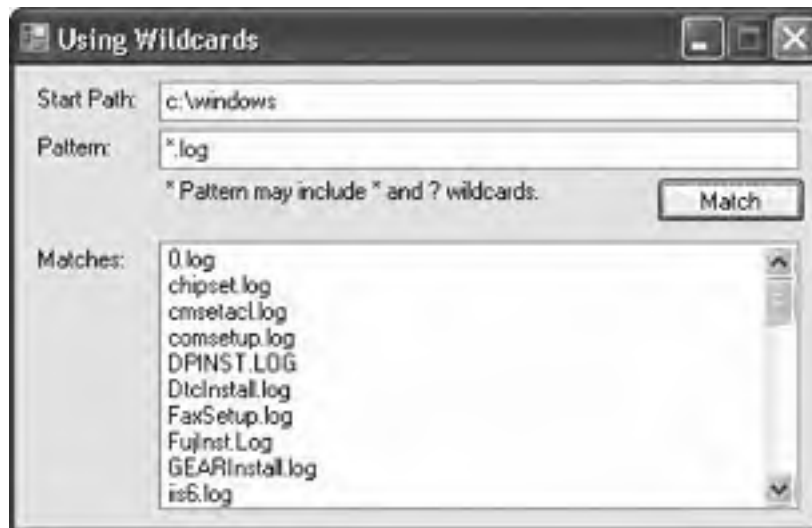 Using Wildcards
Start Path: c:\windows
Pattern: *.log
* Pattern may include * and ? wildcards.
Match
Matches:
0.log
chipset.log
cmsetacl.log
comsetup.log
DPINST.LOG
DtcInstall.log
FaxSetup.log
FujInst.Log
GEARInstall.log
iis6.log